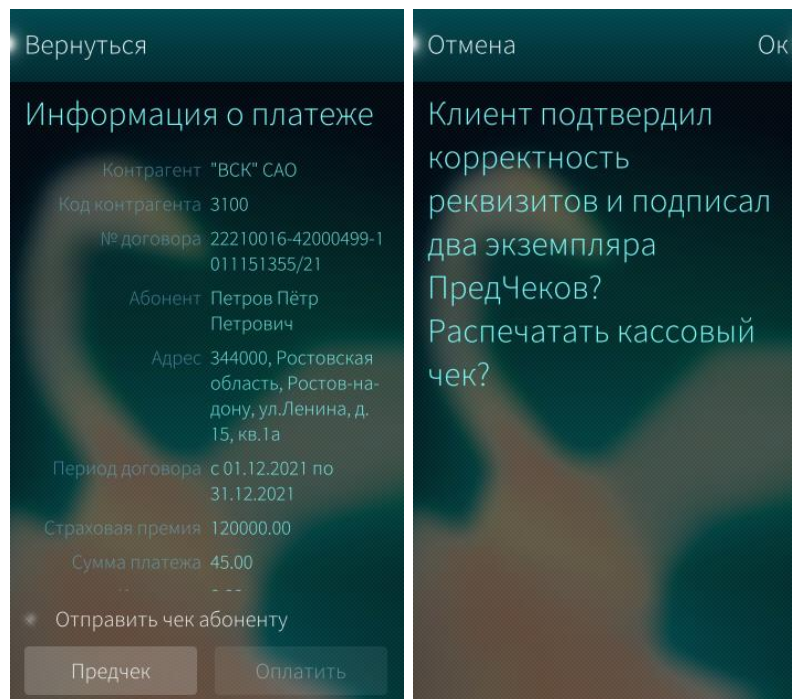 Вернуться
Информация о платеже
Контрагент "ВСК" САО
Код контрагента 3100
№ договора 22210016-42000499-1
011151355/21
Абонент Петров Пётр
Петрович
Адрес 344000, Ростовская
область, Ростов-на-
дону, ул.Ленина, д.
15, кв.1а
Период договора с 01.12.2021 по
31.12.2021
Страховая премия 120000.00
Сумма платежа 45.00
Отправить чек абоненту
Предчек Оплатить
Отмена Ок
Клиент подтвердил
корректность
реквизитов и подписал
два экземпляра
ПредЧеков?
Распечатать кассовый
чек?